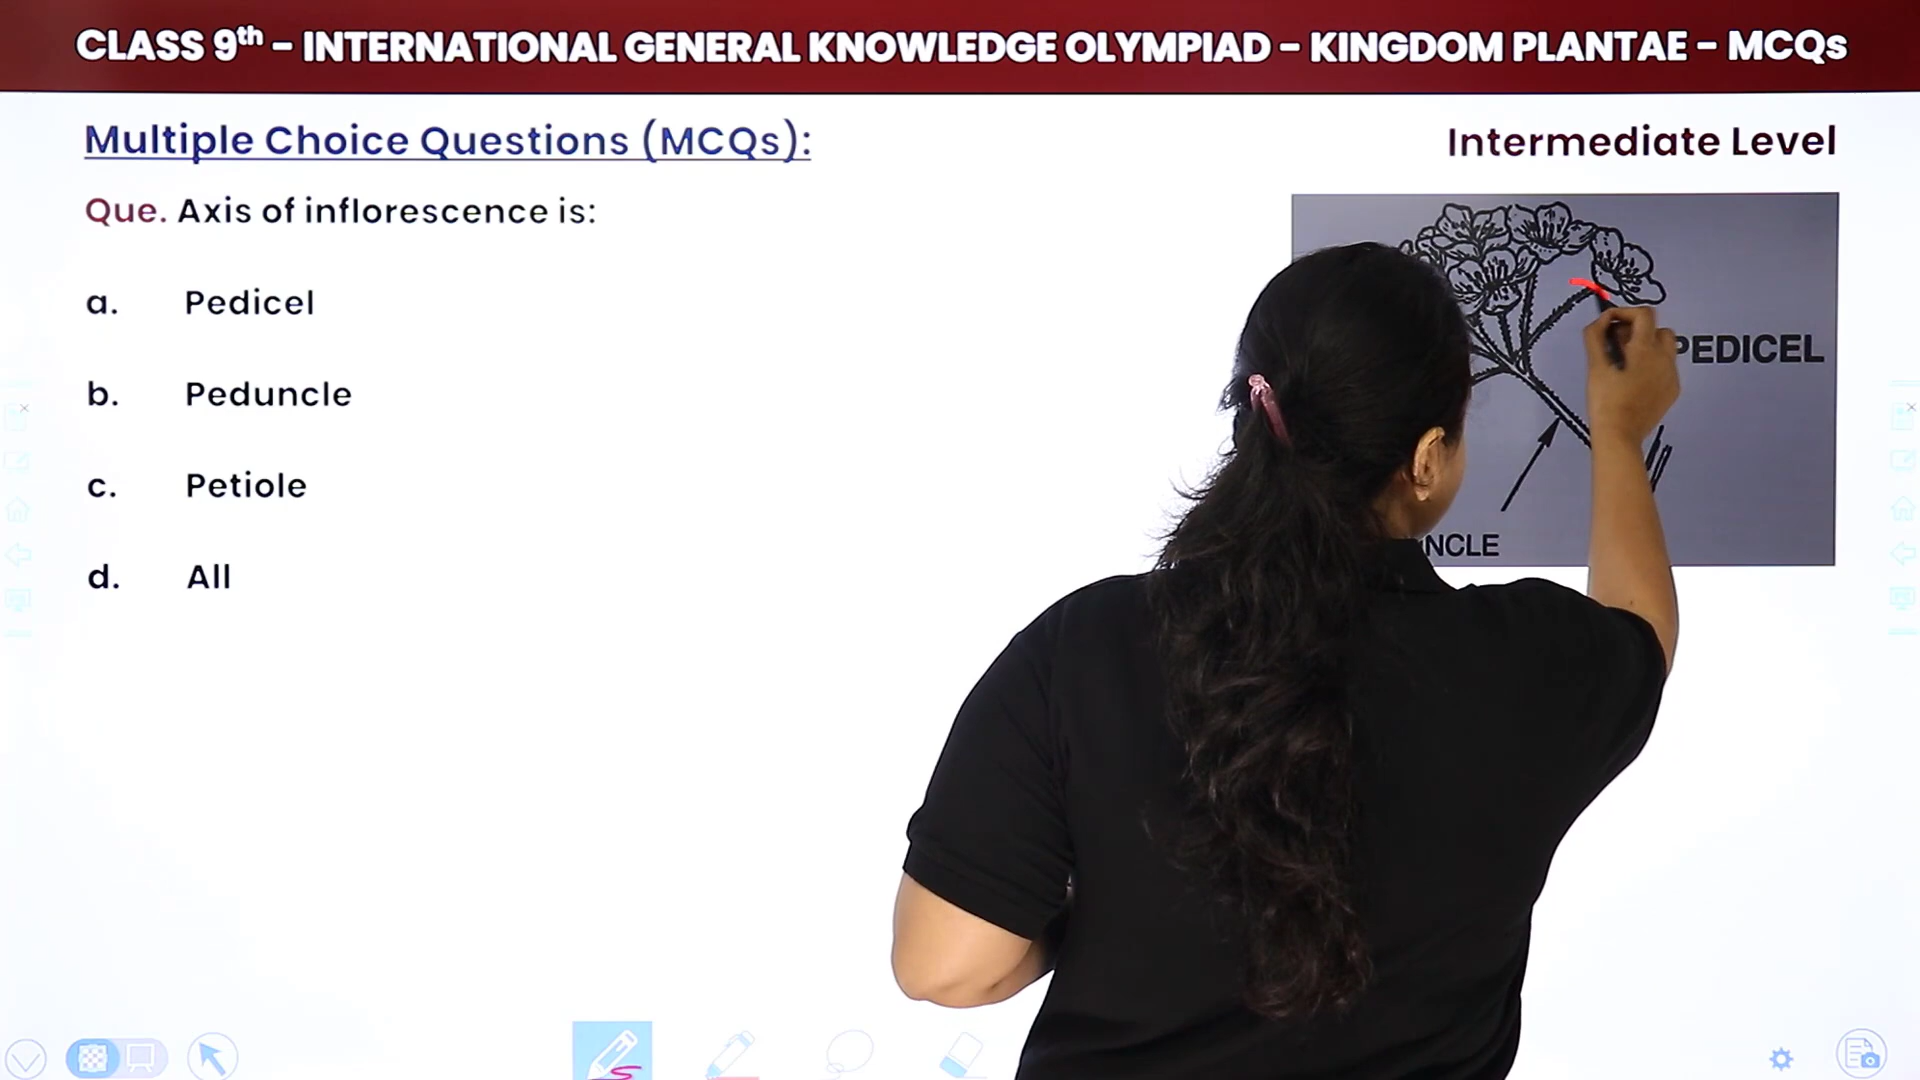 CLASS 9th – INTERNATIONAL GENERAL KNOWLEDGE OLYMPIAD – KINGDOM PLANTAE – MCQs
Multiple Choice Questions (MCQs):
Intermediate Level
Que. Axis of inflorescence is:
a. Pedicel
b. Peduncle
c. Petiole
d. All
PEDICEL